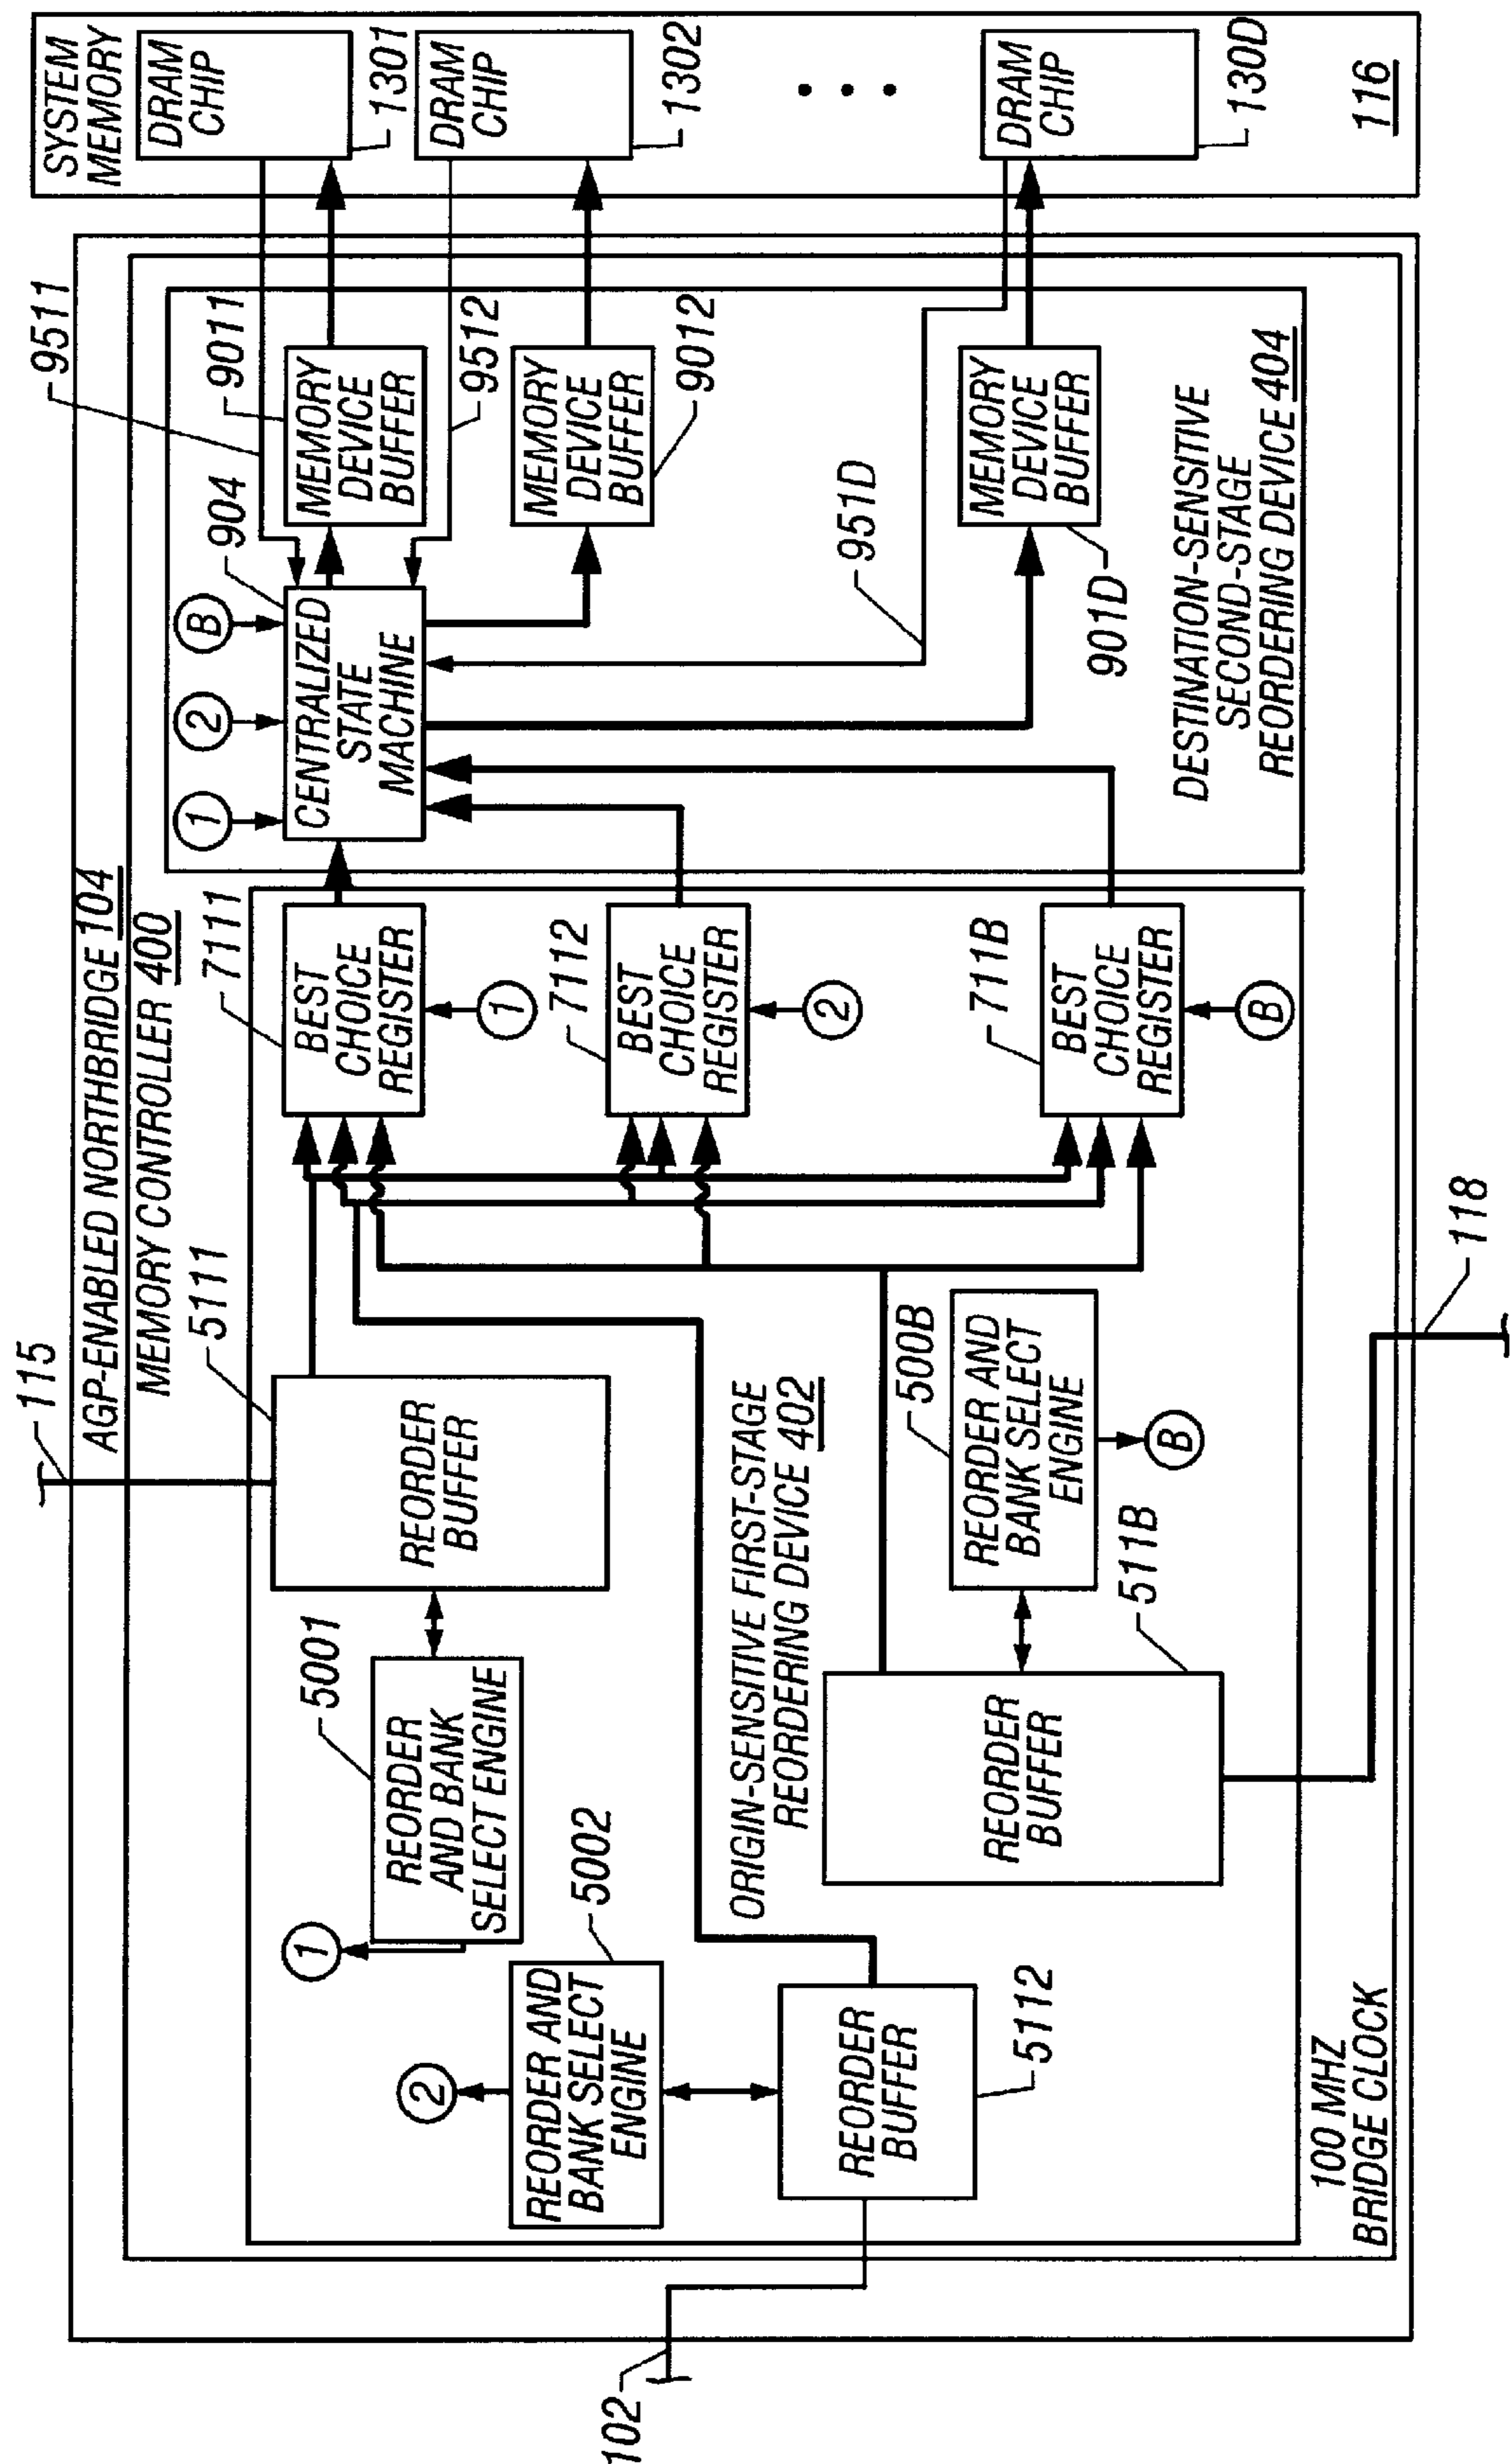 115
AGP-ENABLED NORTHBRIDGE 104
MEMORY CONTROLLER 400
5111
7111
904
9011
9511
SYSTEM
MEMORY
DRAM
CHIP
1301
DRAM
CHIP
1302
DRAM
CHIP
130D
116
1
2
B
CENTRALIZED
STATE
MACHINE
MEMORY
DEVICE
BUFFER
9512
MEMORY
DEVICE
BUFFER
9012
951D
MEMORY
DEVICE
BUFFER
901D
DESTINATION-SENSITIVE
SECOND-STAGE
REORDERING DEVICE 404
BEST
CHOICE
REGISTER
1
7112
BEST
CHOICE
REGISTER
2
711B
BEST
CHOICE
REGISTER
B
REORDER
BUFFER
5001
REORDER
AND BANK
SELECT ENGINE
1
5002
REORDER AND
BANK SELECT
ENGINE
2
REORDER
BUFFER
5112
102
ORIGIN-SENSITIVE FIRST-STAGE
REORDERING DEVICE 402
500B
REORDER AND
BANK SELECT
ENGINE
B
511B
REORDER
BUFFER
118
100 MHZ
BRIDGE CLOCK